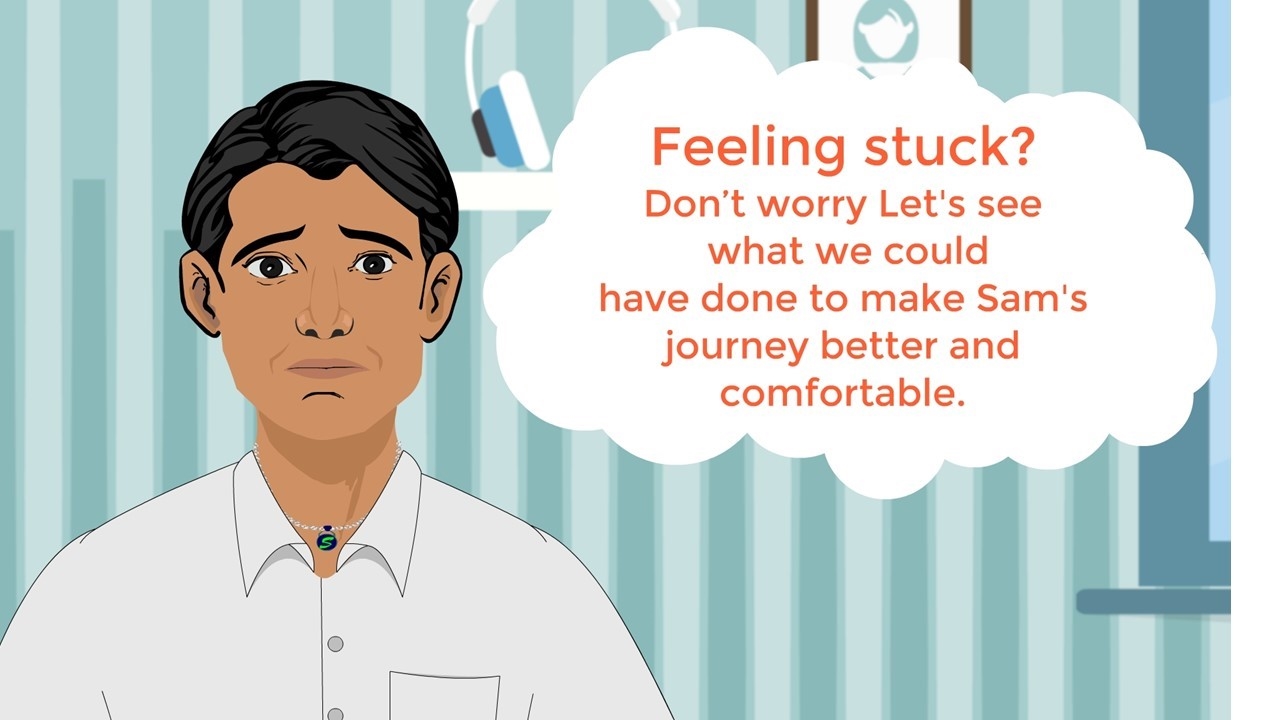 Feeling stuck?
Don’t worry Let's see
what we could
have done to make Sam's
journey better and
comfortable.
S